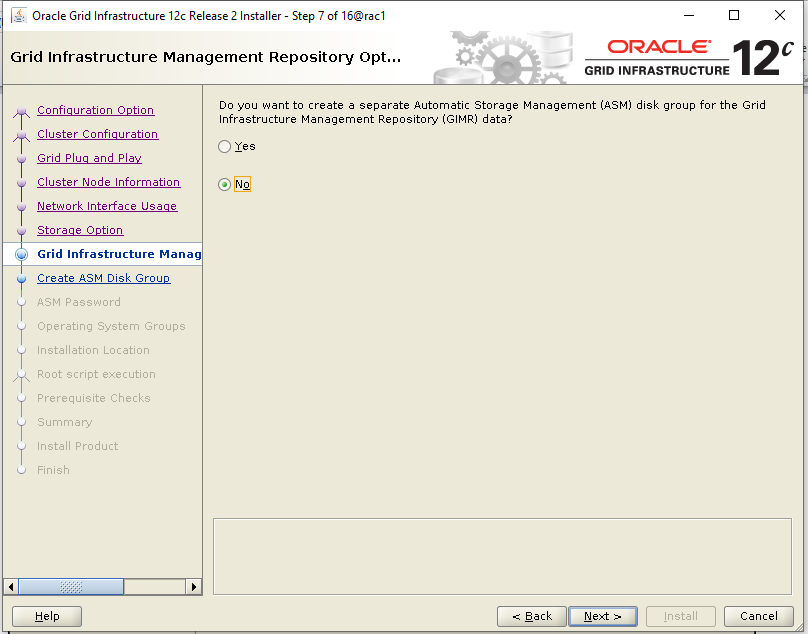 Oracle Grid Infrastructure 12c Release 2 Installer - Step 7 of 16@rac1
Grid Infrastructure Management Repository Opt...
ORACLE®
GRID INFRASTRUCTURE
12c
Configuration Option
Cluster Configuration
Grid Plug and Play
Cluster Node Information
Network Interface Usage
Storage Option
Grid Infrastructure Manag
Create ASM Disk Group
ASM Password
Operating System Groups
Installation Location
Root script execution
Prerequisite Checks
Summary
Install Product
Finish
Do you want to create a separate Automatic Storage Management (ASM) disk group for the Grid
Infrastructure Management Repository (GIMR) data?
Yes
No
Help
< Back
Next >
Install
Cancel